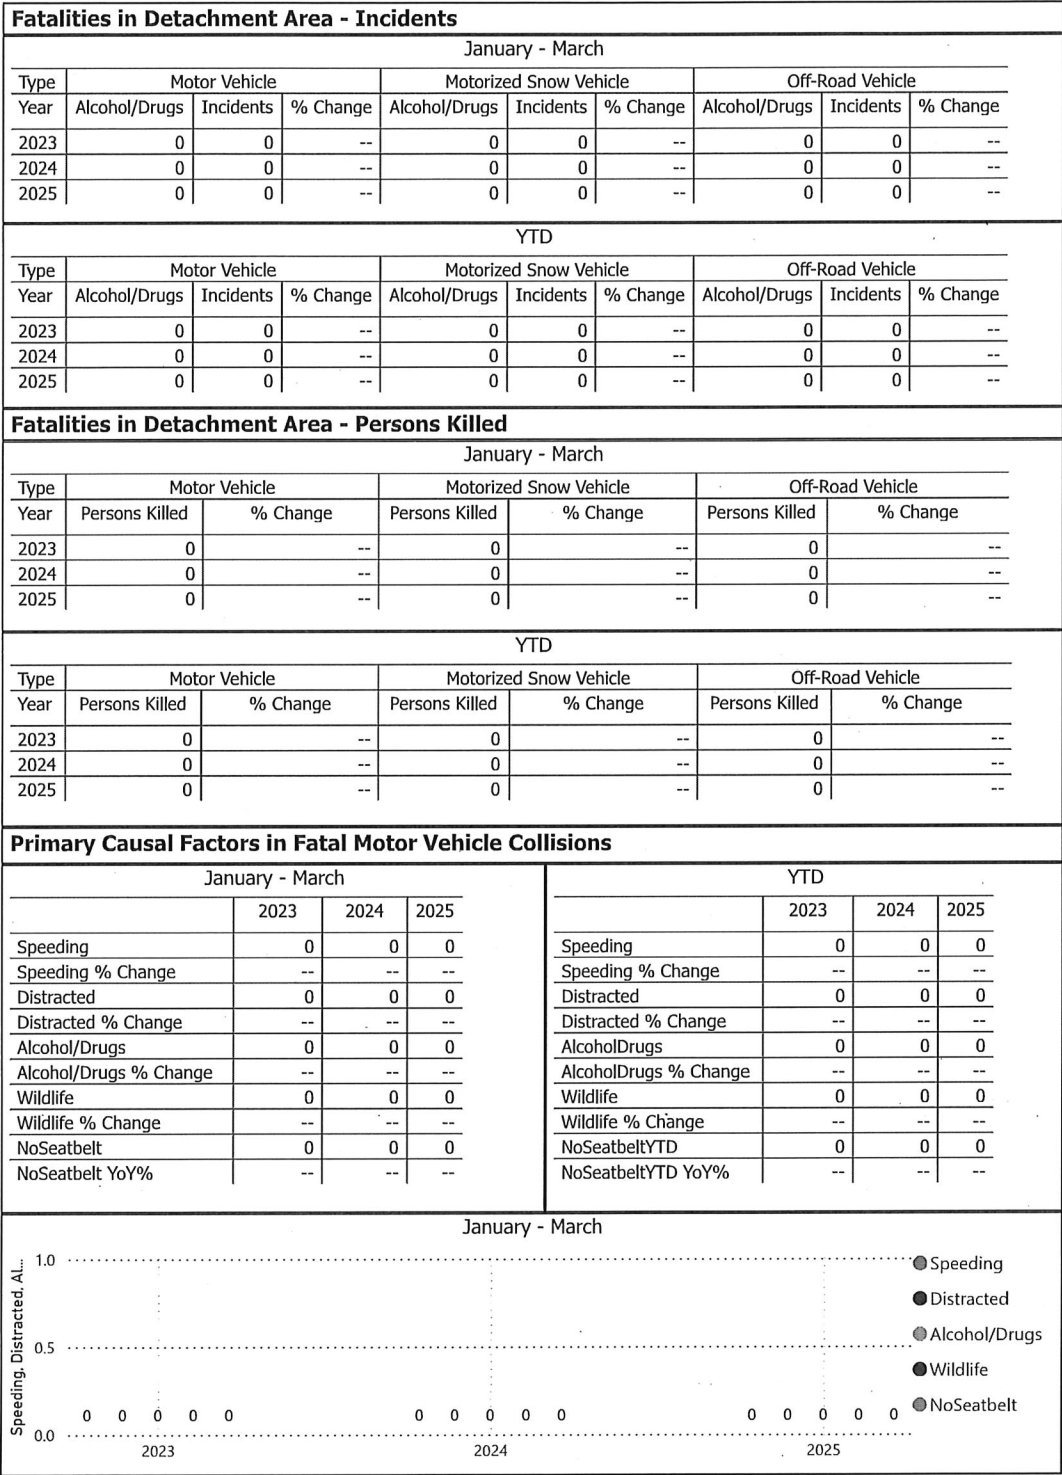 Fatalities in Detachment Area - Incidents
January - March
Type Motor Vehicle Motorized Snow Vehicle Off-Road Vehicle
Year Alcohol/Drugs Incidents % Change Alcohol/Drugs Incidents % Change Alcohol/Drugs Incidents % Change
2023 0 0 -- 0 0 -- 0 0 --
2024 0 0 -- 0 0 -- 0 0 --
2025 0 0 -- 0 0 -- 0 0 --
YTD
Type Motor Vehicle Motorized Snow Vehicle Off-Road Vehicle
Year Alcohol/Drugs Incidents % Change Alcohol/Drugs Incidents % Change Alcohol/Drugs Incidents % Change
2023 0 0 -- 0 0 -- 0 0 --
2024 0 0 -- 0 0 -- 0 0 --
2025 0 0 -- 0 0 -- 0 0 --
Fatalities in Detachment Area - Persons Killed
January - March
Type Motor Vehicle Motorized Snow Vehicle Off-Road Vehicle
Year Persons Killed % Change Persons Killed % Change Persons Killed % Change
2023 0 -- 0 -- 0 --
2024 0 -- 0 -- 0 --
2025 0 -- 0 -- 0 --
YTD
Type Motor Vehicle Motorized Snow Vehicle Off-Road Vehicle
Year Persons Killed % Change Persons Killed % Change Persons Killed % Change
2023 0 -- 0 -- 0 --
2024 0 -- 0 -- 0 --
2025 0 -- 0 -- 0 --
Primary Causal Factors in Fatal Motor Vehicle Collisions
January - March
2023 2024 2025
Speeding 0 0 0
Speeding % Change -- -- --
Distracted 0 0 0
Distracted % Change -- -- --
Alcohol/Drugs 0 0 0
Alcohol/Drugs % Change -- -- --
Wildlife 0 0 0
Wildlife % Change -- -- --
NoSeatbelt 0 0 0
NoSeatbelt YoY% -- -- --
YTD
2023 2024 2025
Speeding 0 0 0
Speeding % Change -- -- --
Distracted 0 0 0
Distracted % Change -- -- --
AlcoholDrugs 0 0 0
AlcoholDrugs % Change -- -- --
Wildlife 0 0 0
Wildlife % Change -- -- --
NoSeatbeltYTD 0 0 0
NoSeatbeltYTD YoY% -- -- --
January - March
Speeding, Distracted, Al...
1.0
0.5
0.0
0 0 0 0 0 0 0 0 0 0 0 0 0 0 0
2023 2024 2025
Speeding
Distracted
Alcohol/Drugs
Wildlife
NoSeatbelt